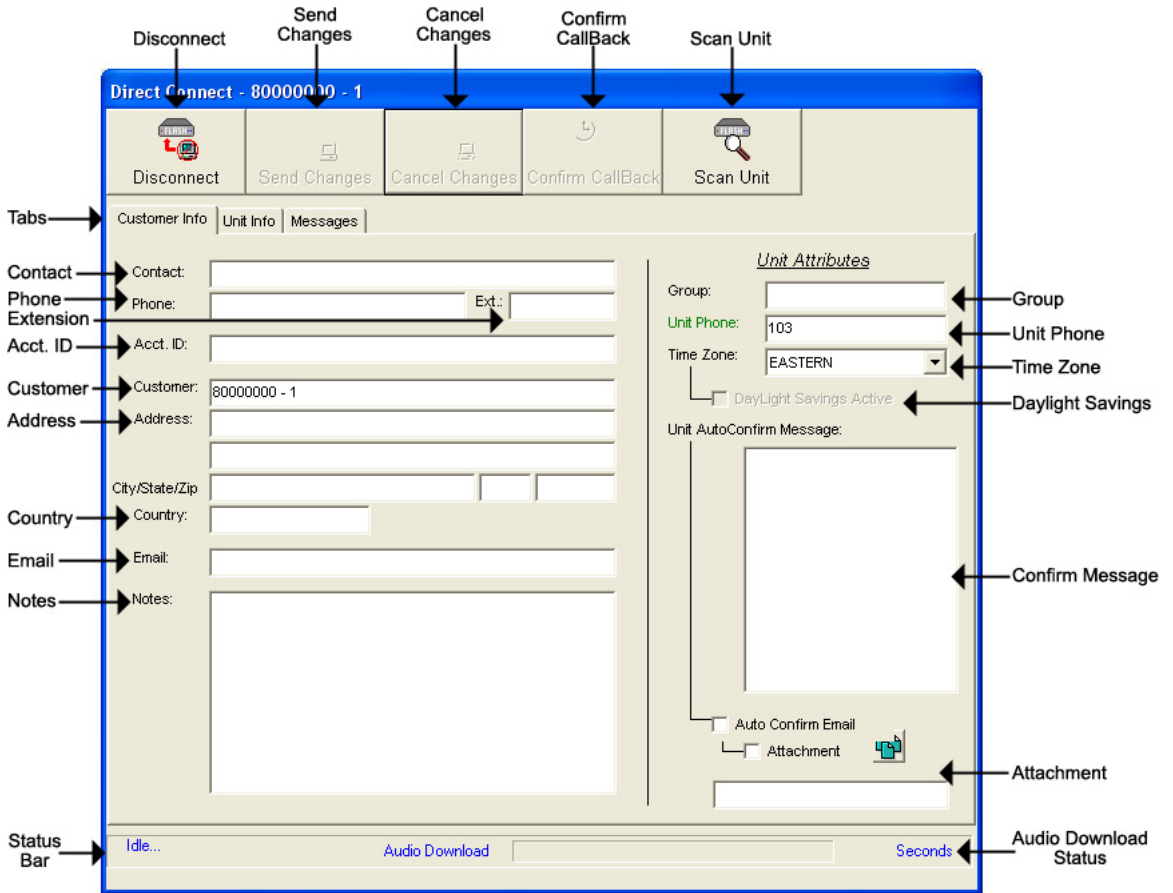 Disconnect
Send
Changes
Cancel
Changes
Confirm
CallBack
Scan Unit
Direct Connect - 80000000 - 1
FLASH
FLASH
Disconnect
Send Changes
Cancel Changes
Confirm CallBack
Scan Unit
Tabs
Customer Info
Unit Info
Messages
Contact
Contact:
Phone
Phone:
Ext.:
Extension
Acct. ID
Acct. ID:
Customer
Customer:
80000000 - 1
Address
Address:
City/State/Zip
Country
Country:
Email
Email:
Notes
Notes:
Unit Attributes
Group:
Group
Unit Phone:
103
Unit Phone
Time Zone:
EASTERN
Time Zone
DayLight Savings Active
Daylight Savings
Unit AutoConfirm Message:
Confirm Message
Auto Confirm Email
Attachment
Attachment
Status
Bar
Idle...
Audio Download
Seconds
Audio Download
Status